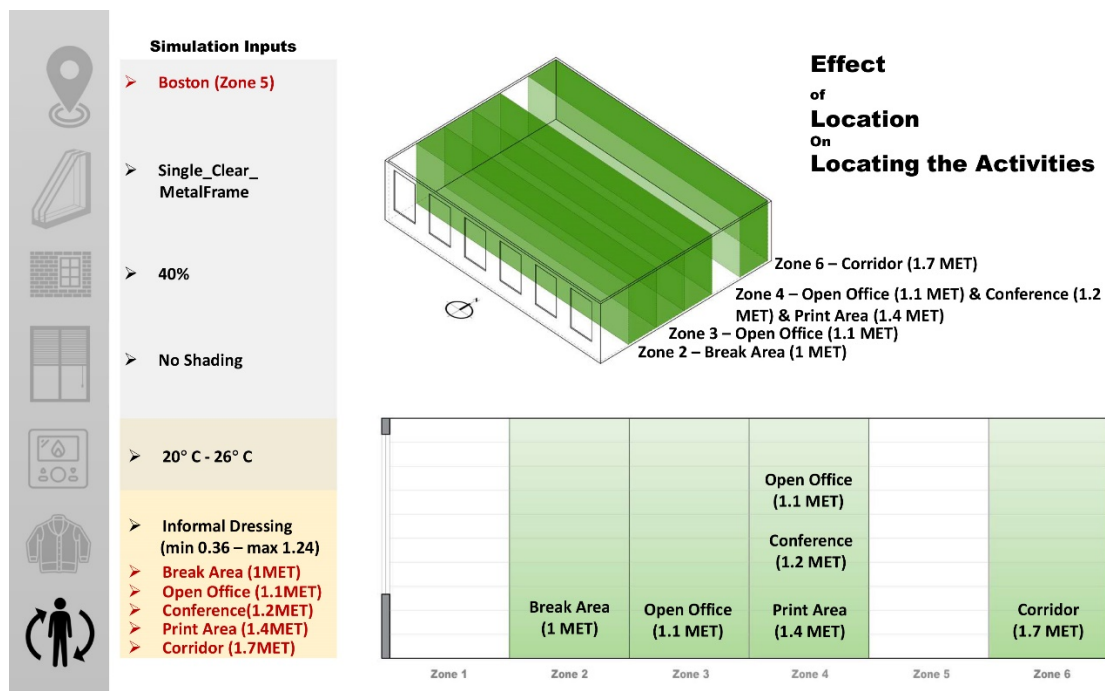 Simulation Inputs
➢ Boston (Zone 5)
➢ Single_Clear_
MetalFrame
➢ 40%
➢ No Shading
➢ 20° C - 26° C
➢ Informal Dressing
(min 0.36 – max 1.24)
➢ Break Area (1MET)
➢ Open Office (1.1MET)
➢ Conference(1.2MET)
➢ Print Area (1.4MET)
➢ Corridor (1.7MET)
Effect
of
Location
On
Locating the Activities
Zone 6 – Corridor (1.7 MET)
Zone 4 – Open Office (1.1 MET) & Conference (1.2
MET) & Print Area (1.4 MET)
Zone 3 – Open Office (1.1 MET)
Zone 2 – Break Area (1 MET)
Break Area
(1 MET)
Open Office
(1.1 MET)
Open Office
(1.1 MET)
Conference
(1.2 MET)
Print Area
(1.4 MET)
Corridor
(1.7 MET)
Zone 1 Zone 2 Zone 3 Zone 4 Zone 5 Zone 6